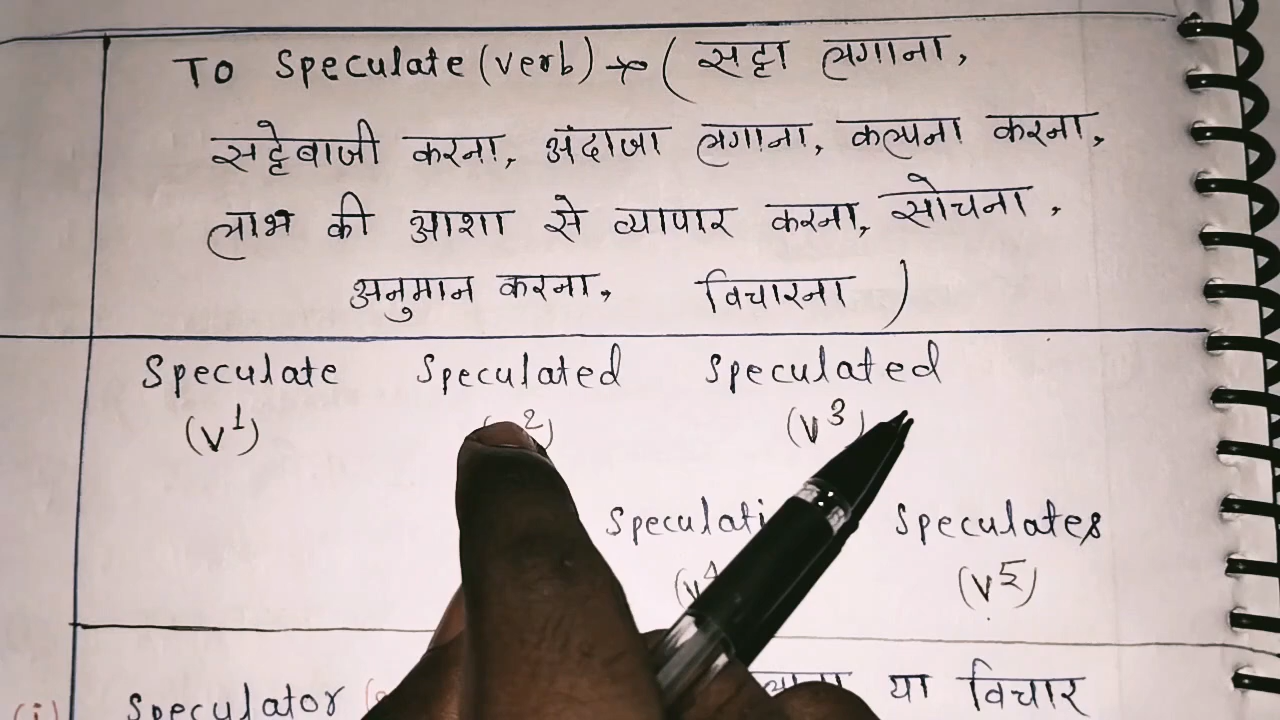 To Speculate (verb) → ( सट्टा लगाना,
सट्टेबाजी करना, अंदाजा लगाना, कल्पना करना,
लाभ की आशा से व्यापार करना, सोचना,
अनुमान करना, विचारना )
Speculate Speculated Speculated
(V1) (V3)
Speculates
(V5)
(i) Speculator या विचार